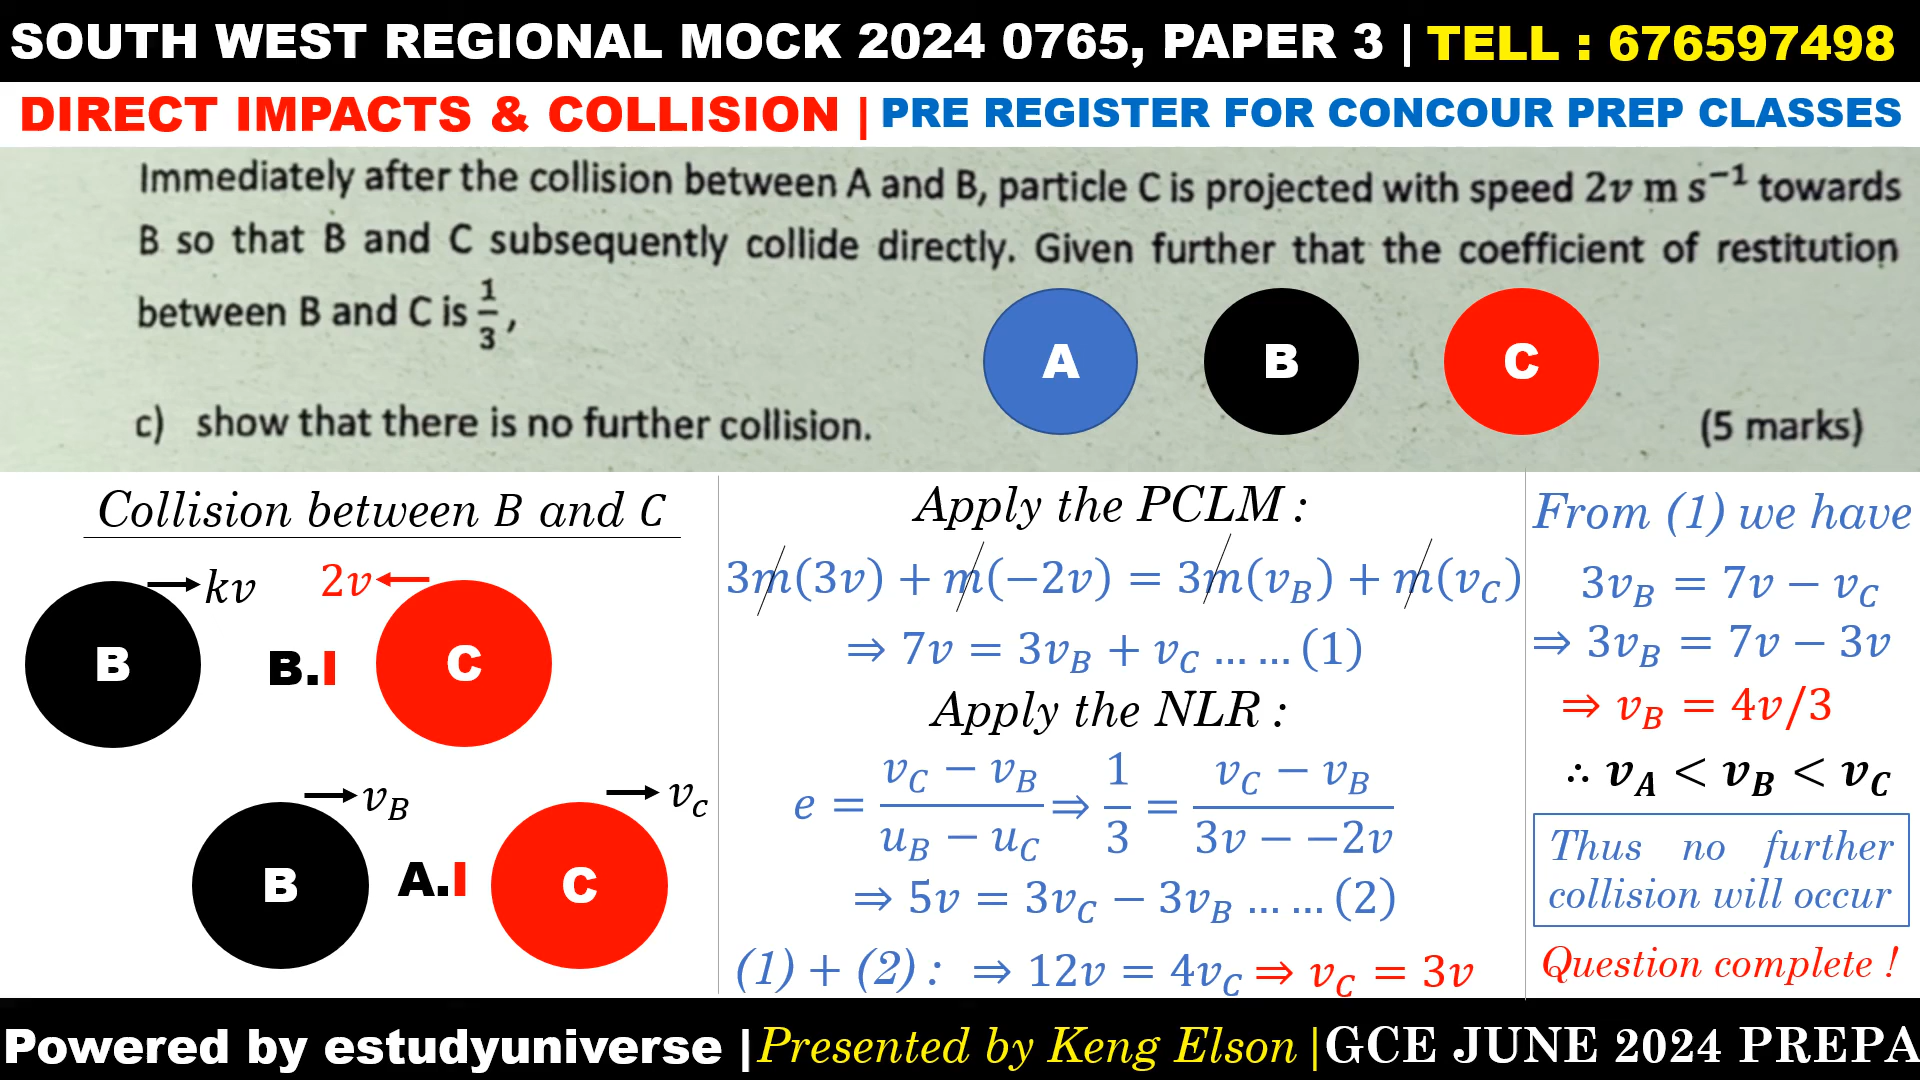 SOUTH WEST REGIONAL MOCK 2024 0765, PAPER 3 | TELL : 676597498
DIRECT IMPACTS & COLLISION | PRE REGISTER FOR CONCOUR PREP CLASSES
Immediately after the collision between A and B, particle C is projected with speed 2v m s⁻¹ towards
B so that B and C subsequently collide directly. Given further that the coefficient of restitution
between B and C is 1/3,
A B C
c) show that there is no further collision. (5 marks)
Collision between B and C
kv
2v
B B.I C
v_B
v_c
B A.I C
Apply the PCLM :
3m(3v) + m(−2v) = 3m(v_B) + m(v_C)
⇒ 7v = 3v_B + v_C … … (1)
Apply the NLR :
e = (v_C − v_B)/(u_B − u_C) ⇒ 1/3 = (v_C − v_B)/(3v − −2v)
⇒ 5v = 3v_C − 3v_B … … (2)
(1) + (2) : ⇒ 12v = 4v_C ⇒ v_C = 3v
From (1) we have
3v_B = 7v − v_C
⇒ 3v_B = 7v − 3v
⇒ v_B = 4v/3
∴ v_A < v_B < v_C
Thus no further
collision will occur
Question complete !
Powered by estudyuniverse | Presented by Keng Elson | GCE JUNE 2024 PREPA